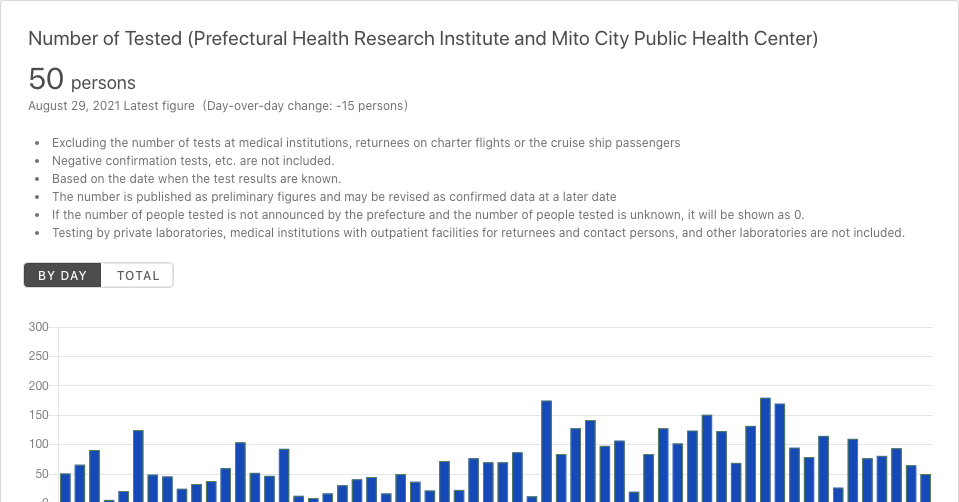 Number of Tested (Prefectural Health Research Institute and Mito City Public Health Center)
50 persons
August 29, 2021 Latest figure (Day-over-day change: -15 persons)
• Excluding the number of tests at medical institutions, returnees on charter flights or the cruise ship passengers
• Negative confirmation tests, etc. are not included.
• Based on the date when the test results are known.
• The number is published as preliminary figures and may be revised as confirmed data at a later date
• If the number of people tested is not announced by the prefecture and the number of people tested is unknown, it will be shown as 0.
• Testing by private laboratories, medical institutions with outpatient facilities for returnees and contact persons, and other laboratories are not included.
BY DAY TOTAL
300
250
200
150
100
50
0